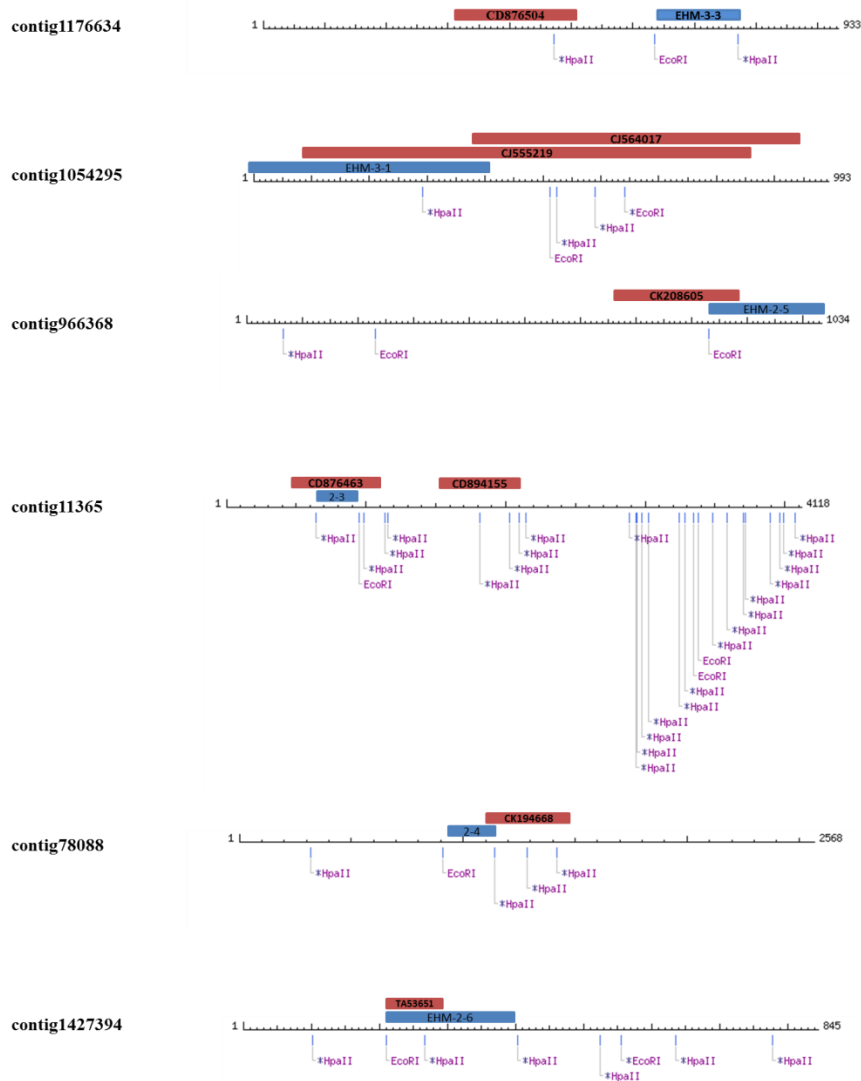 contig1176634
CD876504 EHM-3-3
1 933
*HpaII EcoRI *HpaII
CJ564017
CJ555219
EHM-3-1
contig1054295
1 993
*HpaII *EcoRI
*HpaII
*HpaII
EcoRI
CK208605
EHM-2-5
contig966368
1 1034
*HpaII EcoRI EcoRI
CD876463 CD894155
2-3
contig11365
1 4118
*HpaII *HpaII *HpaII *HpaII *HpaII
*HpaII *HpaII *HpaII
*HpaII *HpaII *HpaII
EcoRI *HpaII *HpaII
*HpaII
*HpaII
*HpaII
*HpaII
EcoRI
EcoRI
*HpaII
*HpaII
*HpaII
*HpaII
*HpaII
*HpaII
CK194668
2-4
contig78088
1 2568
*HpaII EcoRI *HpaII
*HpaII
*HpaII
TA53651
EHM-2-6
contig1427394
1 845
*HpaII EcoRI *HpaII *HpaII *EcoRI *HpaII *HpaII
*HpaII